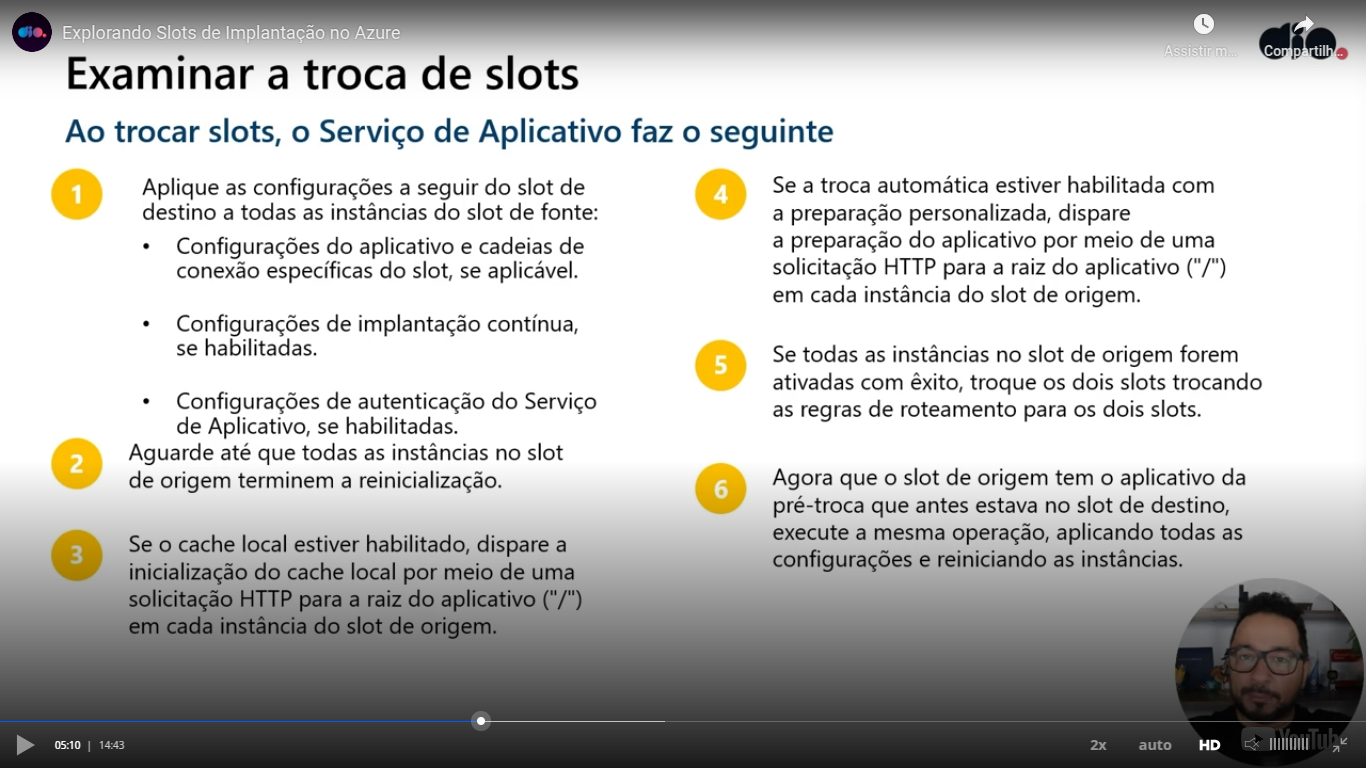 Explorando Slots de Implantação no Azure
Assistir m...
Compartilh...
Examinar a troca de slots
Ao trocar slots, o Serviço de Aplicativo faz o seguinte
1
Aplique as configurações a seguir do slot de
destino a todas as instâncias do slot de fonte:
• Configurações do aplicativo e cadeias de
conexão específicas do slot, se aplicável.
• Configurações de implantação contínua,
se habilitadas.
• Configurações de autenticação do Serviço
de Aplicativo, se habilitadas.
2
Aguarde até que todas as instâncias no slot
de origem terminem a reinicialização.
3
Se o cache local estiver habilitado, dispare a
inicialização do cache local por meio de uma
solicitação HTTP para a raiz do aplicativo ("/")
em cada instância do slot de origem.
4
Se a troca automática estiver habilitada com
a preparação personalizada, dispare
a preparação do aplicativo por meio de uma
solicitação HTTP para a raiz do aplicativo ("/")
em cada instância do slot de origem.
5
Se todas as instâncias no slot de origem forem
ativadas com êxito, troque os dois slots trocando
as regras de roteamento para os dois slots.
6
Agora que o slot de origem tem o aplicativo da
pré-troca que antes estava no slot de destino,
execute a mesma operação, aplicando todas as
configurações e reiniciando as instâncias.
05:10 | 14:43
2x
auto
HD
YouTube